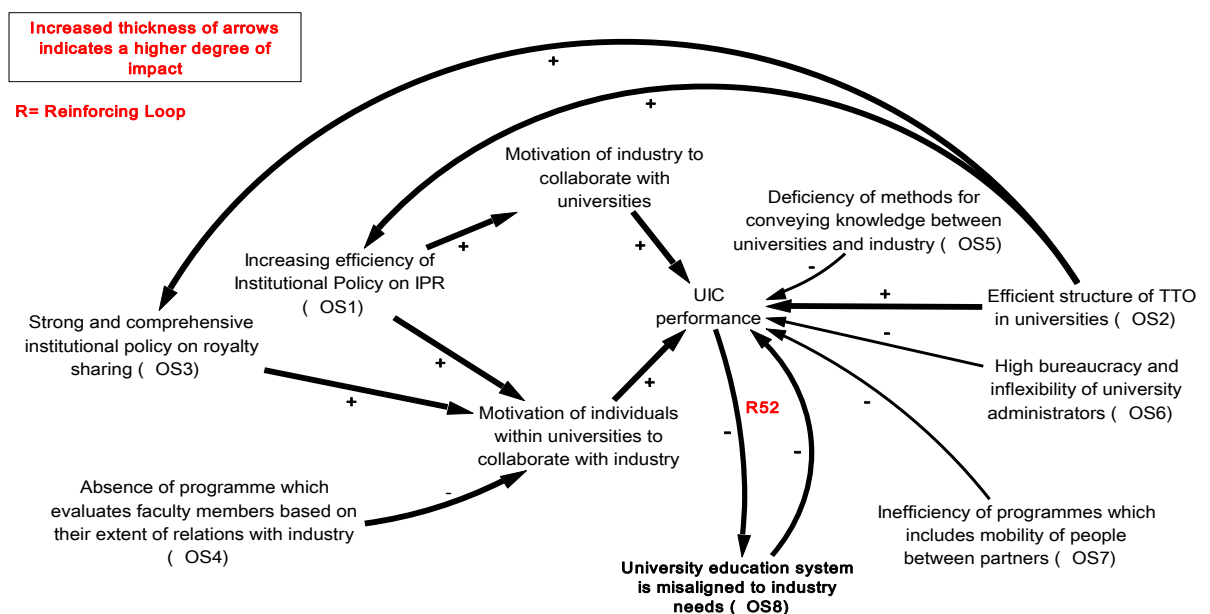 Increased thickness of arrows
indicates a higher degree of
impact
R= Reinforcing Loop
+
+
Motivation of industry to
collaborate with
universities
Deficiency of methods for
conveying knowledge between
universities and industry ( OS5)
+
+
-
Increasing efficiency of
Institutional Policy on IPR
( OS1)
UIC
performance
+
Efficient structure of TTO
in universities ( OS2)
-
Strong and comprehensive
institutional policy on royalty
sharing ( OS3)
+
+
+
High bureaucracy and
inflexibility of university
administrators ( OS6)
-
R52
Motivation of individuals
within universities to
collaborate with industry
-
-
Absence of programme which
evaluates faculty members based on
their extent of relations with industry
( OS4)
-
Inefficiency of programmes which
includes mobility of people
between partners ( OS7)
University education system
is misaligned to industry
needs ( OS8)